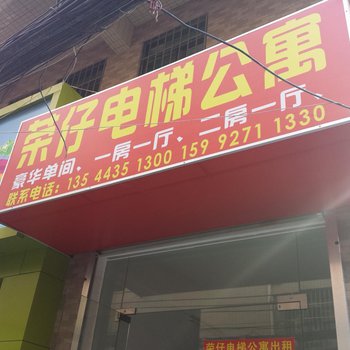 荣仔电梯公寓
豪华单间、一房一厅、二房一厅、
联系电话：135 4435 1300 159 9271 1330
荣仔电梯公寓出租